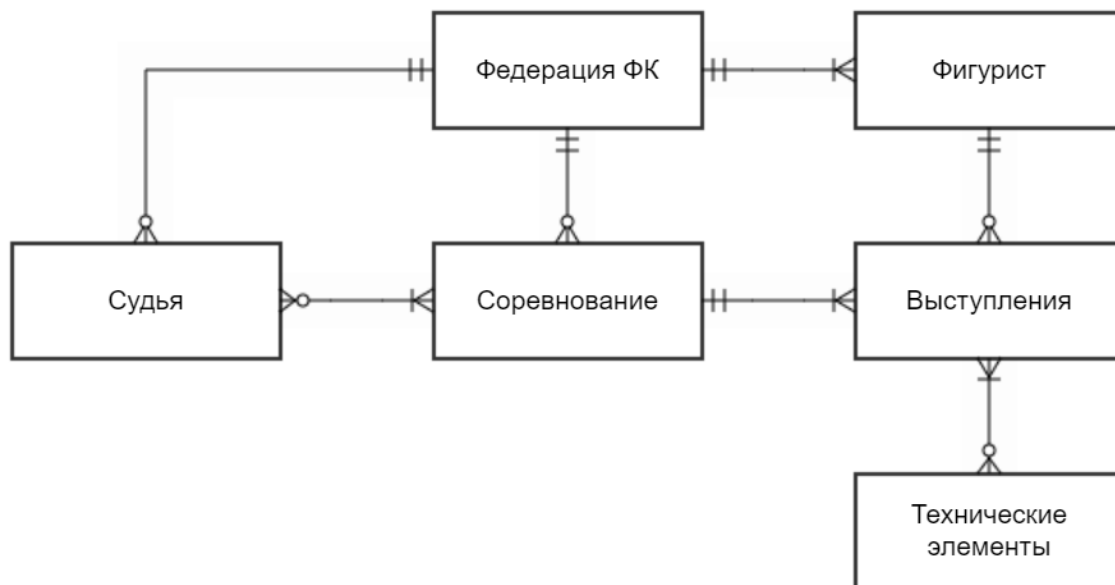 Федерация ФК
Фигурист
Судья
Соревнование
Выступления
Технические
элементы